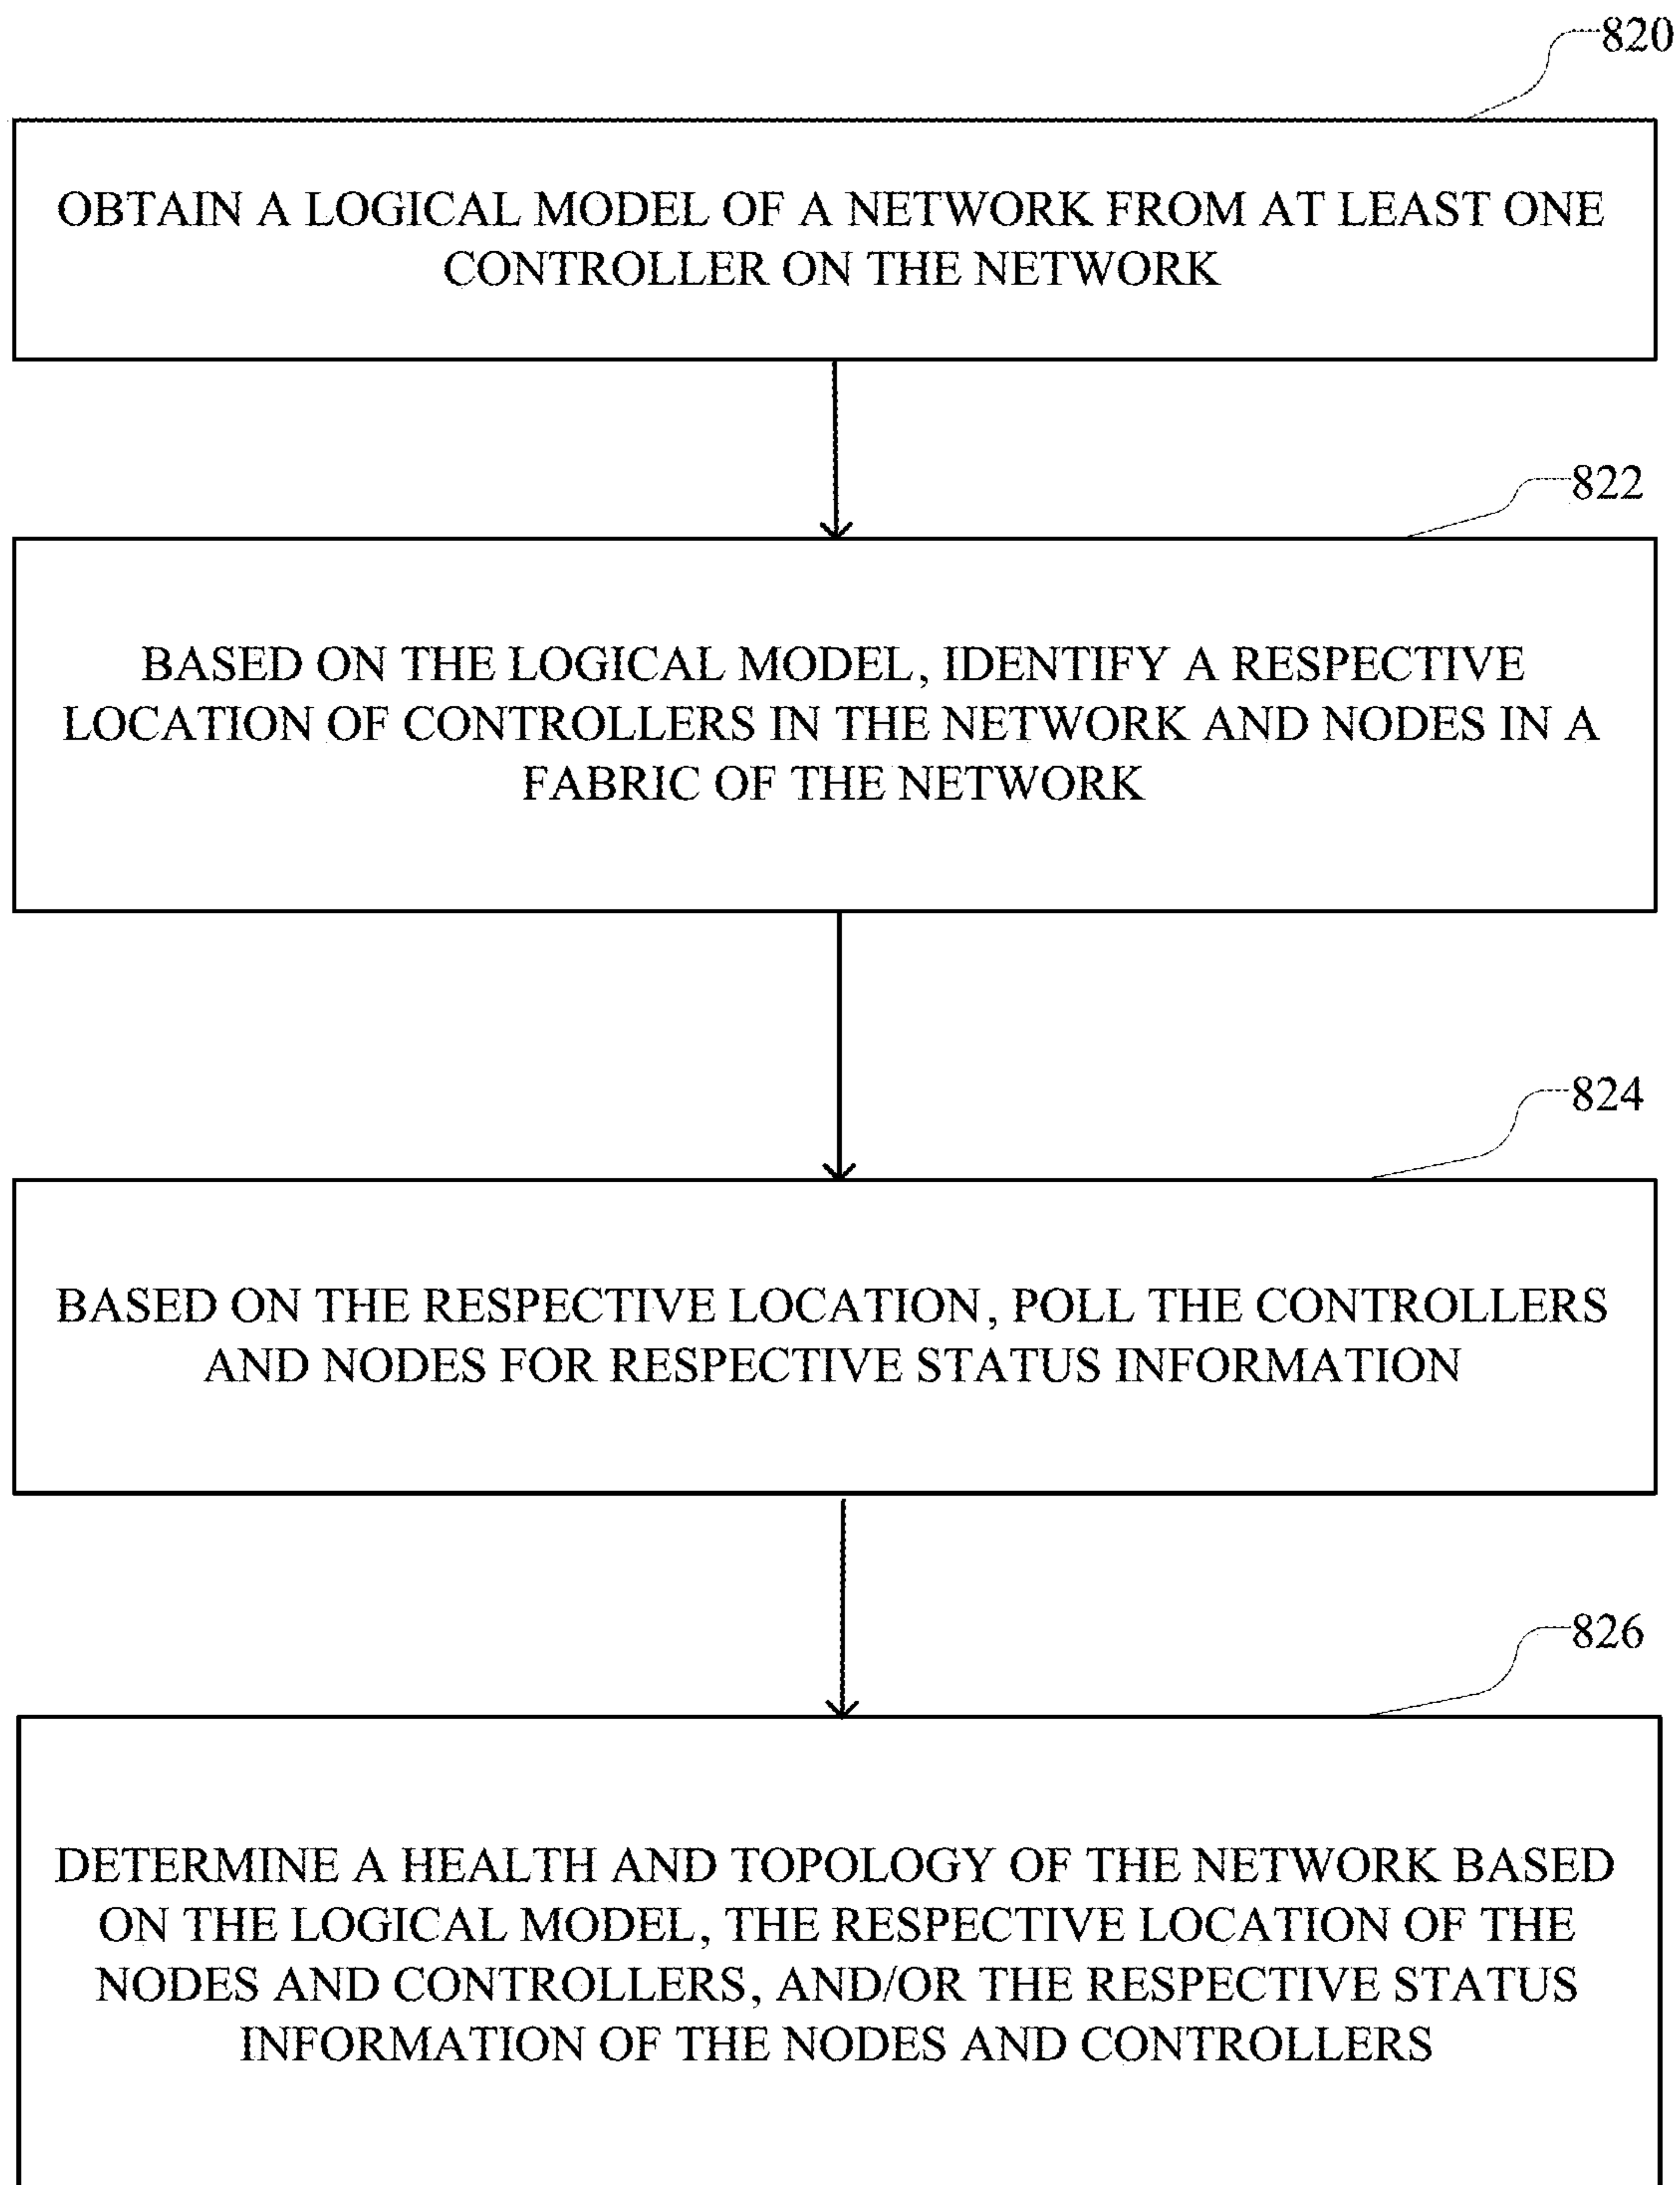 820
OBTAIN A LOGICAL MODEL OF A NETWORK FROM AT LEAST ONE
CONTROLLER ON THE NETWORK
822
BASED ON THE LOGICAL MODEL, IDENTIFY A RESPECTIVE
LOCATION OF CONTROLLERS IN THE NETWORK AND NODES IN A
FABRIC OF THE NETWORK
824
BASED ON THE RESPECTIVE LOCATION, POLL THE CONTROLLERS
AND NODES FOR RESPECTIVE STATUS INFORMATION
826
DETERMINE A HEALTH AND TOPOLOGY OF THE NETWORK BASED
ON THE LOGICAL MODEL, THE RESPECTIVE LOCATION OF THE
NODES AND CONTROLLERS, AND/OR THE RESPECTIVE STATUS
INFORMATION OF THE NODES AND CONTROLLERS